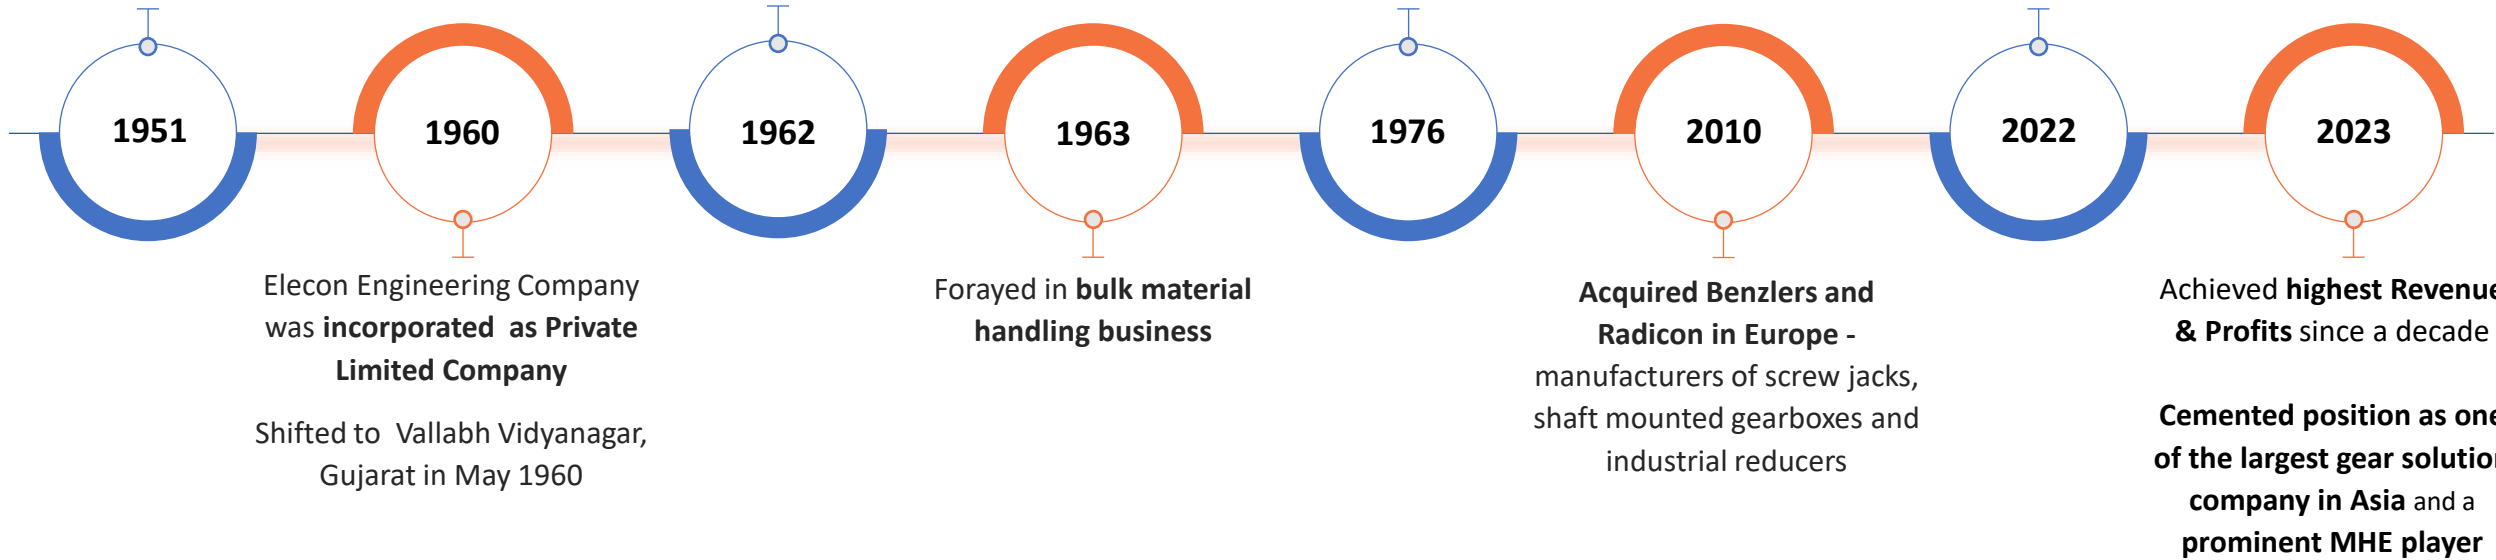 1951
1960
1962
1963
1976
2010
2022
2023
Elecon Engineering Company
was incorporated as Private
Limited Company
Shifted to Vallabh Vidyanagar,
Gujarat in May 1960
Forayed in bulk material
handling business
Acquired Benzlers and
Radicon in Europe -
manufacturers of screw jacks,
shaft mounted gearboxes and
industrial reducers
Achieved highest Revenue
& Profits since a decade
Cemented position as one
of the largest gear solution
company in Asia and a
prominent MHE player